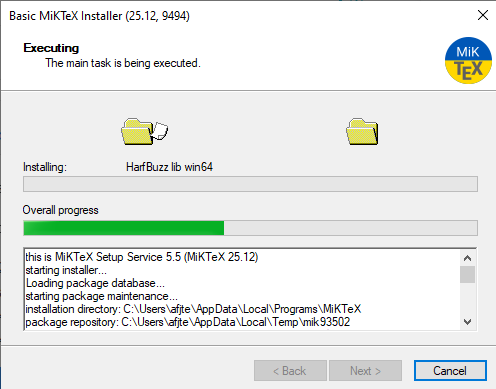 Basic MiKTeX Installer (25.12, 9494)
Executing
The main task is being executed.
MiK
TEX
Installing: HarfBuzz lib win64
Overall progress
this is MiKTeX Setup Service 5.5 (MiKTeX 25.12)
starting installer...
Loading package database...
starting package maintenance...
installation directory: C:\Users\afjte\AppData\Local\Programs\MiKTeX
package repository: C:\Users\afjte\AppData\Local\Temp\mik93502
< Back Next > Cancel